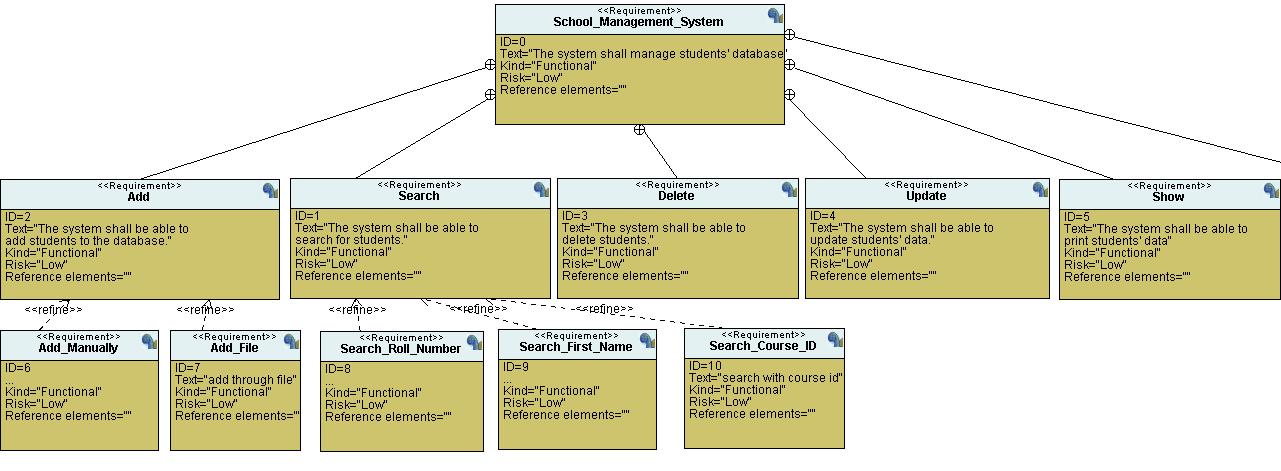 <<Requirement>>
School_Management_System
ID=0
Text="The system shall manage students' database"
Kind="Functional"
Risk="Low"
Reference elements=""
<<Requirement>>
Add
ID=2
Text="The system shall be able to
add students to the database."
Kind="Functional"
Risk="Low"
Reference elements=""
<<Requirement>>
Search
ID=1
Text="The system shall be able to
search for students."
Kind="Functional"
Risk="Low"
Reference elements=""
<<Requirement>>
Delete
ID=3
Text="The system shall be able to
delete students."
Kind="Functional"
Risk="Low"
Reference elements=""
<<Requirement>>
Update
ID=4
Text="The system shall be able to
update students' data."
Kind="Functional"
Risk="Low"
Reference elements=""
<<Requirement>>
Show
ID=5
Text="The system shall be able to
print students' data"
Kind="Functional"
Risk="Low"
Reference elements=""
<<refine>>
<<refine>>
<<refine>>
<<refine>>
<<refine>>
<<Requirement>>
Add_Manually
ID=6
...
Kind="Functional"
Risk="Low"
Reference elements=""
<<Requirement>>
Add_File
ID=7
Text="add through file"
Kind="Functional"
Risk="Low"
Reference elements=""
<<Requirement>>
Search_Roll_Number
ID=8
...
Kind="Functional"
Risk="Low"
Reference elements=""
<<Requirement>>
Search_First_Name
ID=9
...
Kind="Functional"
Risk="Low"
Reference elements=""
<<Requirement>>
Search_Course_ID
ID=10
Text="search with course id"
Kind="Functional"
Risk="Low"
Reference elements=""